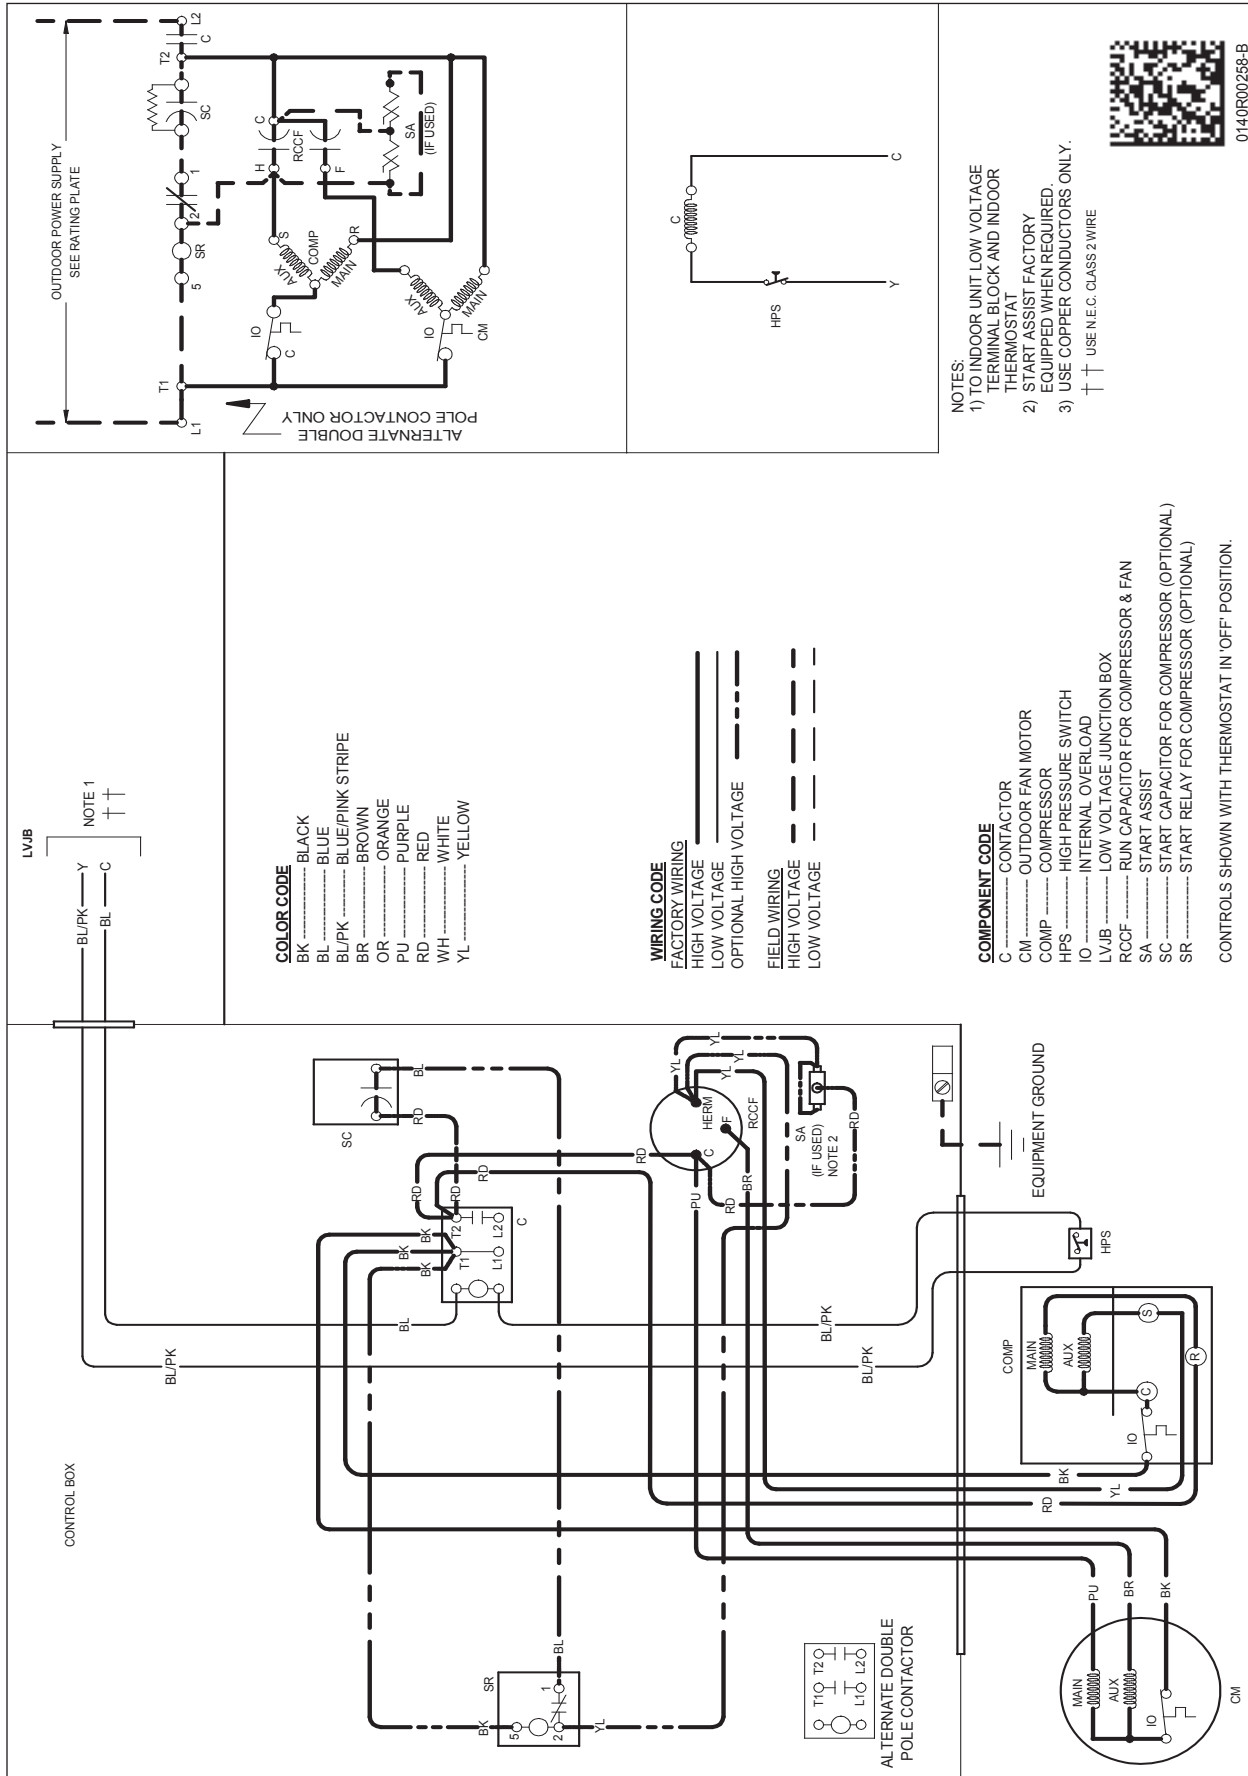 CONTROL BOX
LVJB
BL/PK
Y
BL
C
NOTE 1
BL/PK
BL
BL/PK
BL/PK
SC
RD
BL
RD
RD
RD
RD
BK
BK
BK
T2
T1
L2
L1
C
RD
PU
BR
RD
C
HERM
F
RCCF
YL
YL
YL
YL
SA
(IF USED)
NOTE 2
RD
SR
BK
5
2
1
BL
YL
ALTERNATE DOUBLE
POLE CONTACTOR
T1
T2
L1
L2
PU
BR
BK
MAIN
AUX
IO
CM
RD
YL
BK
COMP
MAIN
AUX
IO
C
S
R
HPS
EQUIPMENT GROUND
COLOR CODE
BK ---------- BLACK
BL ---------- BLUE
BL/PK ------- BLUE/PINK STRIPE
BR ---------- BROWN
OR ---------- ORANGE
PU ---------- PURPLE
RD ---------- RED
WH ---------- WHITE
YL ---------- YELLOW
WIRING CODE
FACTORY WIRING
HIGH VOLTAGE
LOW VOLTAGE
OPTIONAL HIGH VOLTAGE
FIELD WIRING
HIGH VOLTAGE
LOW VOLTAGE
COMPONENT CODE
C ---------- CONTACTOR
CM ---------- OUTDOOR FAN MOTOR
COMP ------- COMPRESSOR
HPS --------- HIGH PRESSURE SWITCH
IO ---------- INTERNAL OVERLOAD
LVJB -------- LOW VOLTAGE JUNCTION BOX
RCCF ------- RUN CAPACITOR FOR COMPRESSOR & FAN
SA ---------- START ASSIST
SC ---------- START CAPACITOR FOR COMPRESSOR (OPTIONAL)
SR ---------- START RELAY FOR COMPRESSOR (OPTIONAL)
CONTROLS SHOWN WITH THERMOSTAT IN 'OFF' POSITION.
OUTDOOR POWER SUPPLY
SEE RATING PLATE
L1
T1
5
SR
2
1
SC
T2
C
L2
ALTERNATE DOUBLE
POLE CONTACTOR ONLY
C
IO
AUX
S
COMP
MAIN
R
H
RCCF
C
F
IO
AUX
MAIN
CM
SA
(IF USED)
C
HPS
Y
C
NOTES:
1) TO INDOOR UNIT LOW VOLTAGE
TERMINAL BLOCK AND INDOOR
THERMOSTAT
2) START ASSIST FACTORY
EQUIPPED WHEN REQUIRED.
3) USE COPPER CONDUCTORS ONLY.
†† USE N.E.C. CLASS 2 WIRE
0140R00258-B